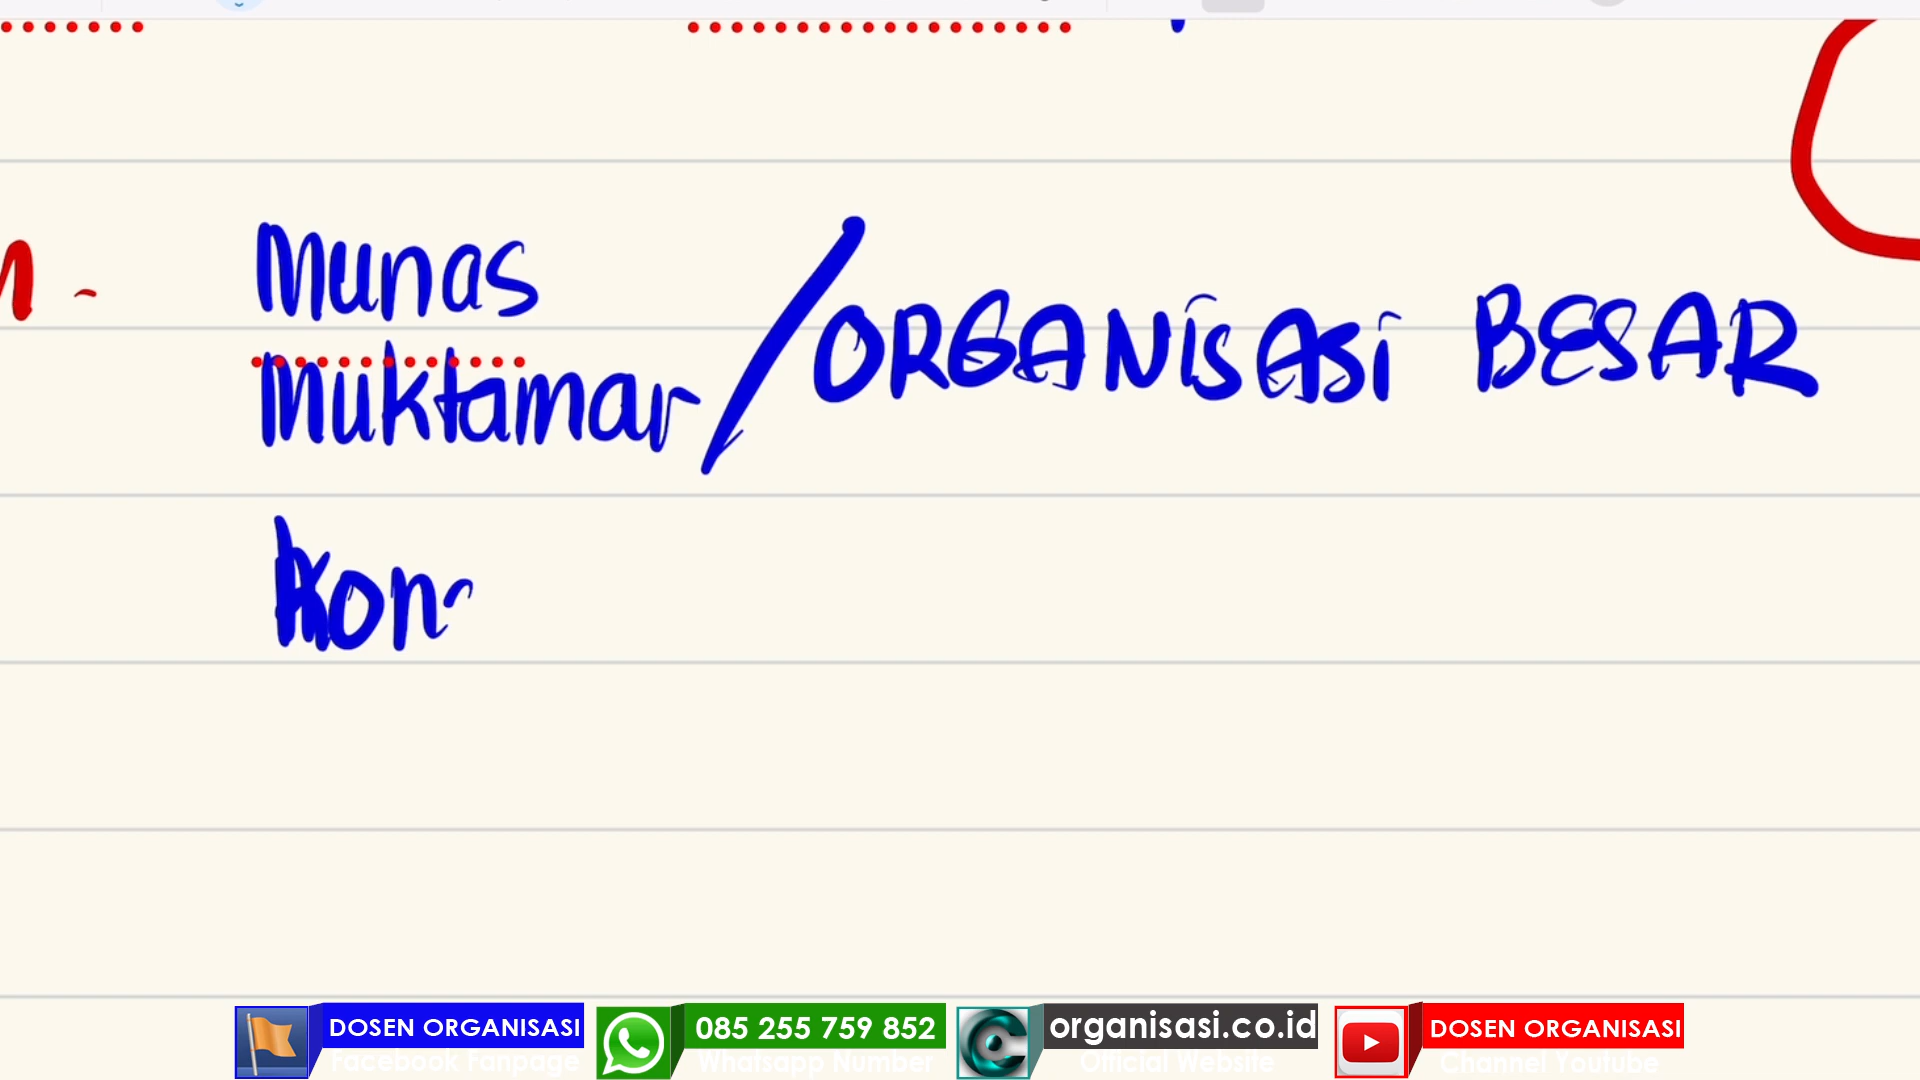 Munas
Muktamar / ORGANISASI BESAR
Kon
DOSEN ORGANISASI
Facebook Fanpage
085 255 759 852
Whatsapp Number
organisasi.co.id
Official Website
DOSEN ORGANISASI
Channel Youtube